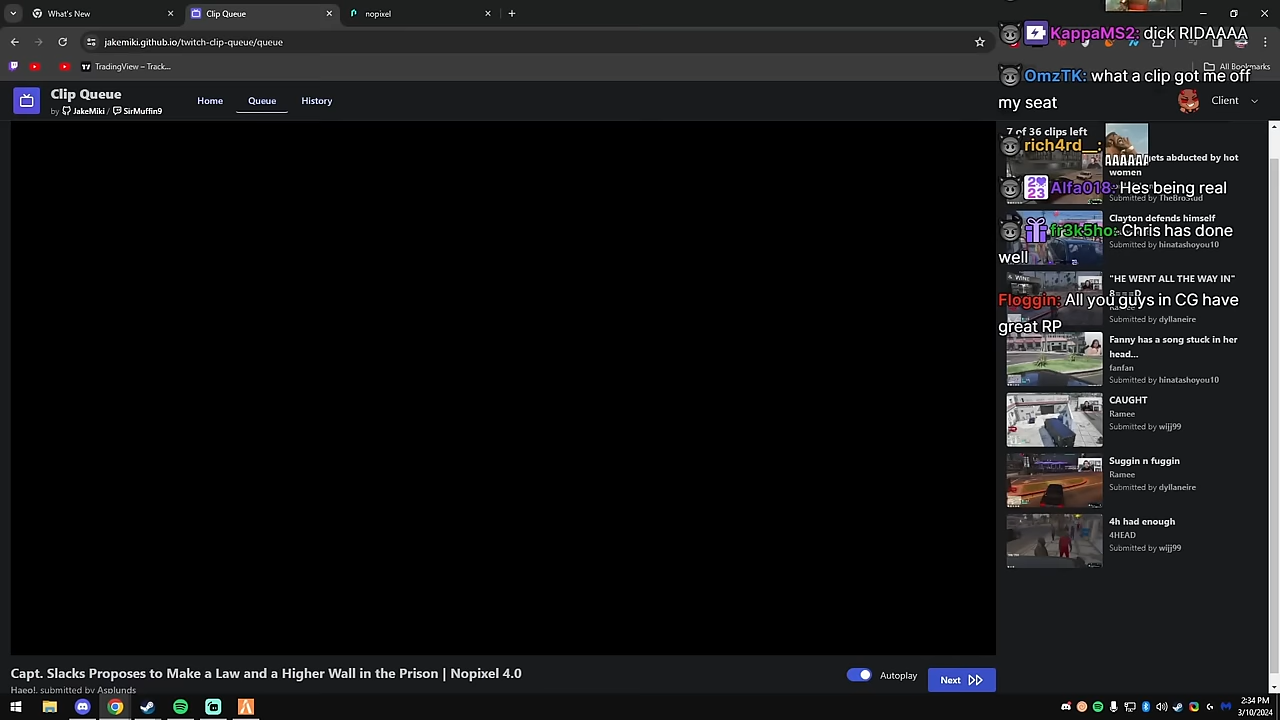 What's New
Clip Queue
nopixel
jakemiki.github.io/twitch-clip-queue/queue
KappaMS2: dick RIDAAAA
TradingView – Track...
All Bookmarks
OmzTK: what a clip got me off
my seat
Clip Queue
by JakeMiki / SirMuffin9
Home
Queue
History
Client
7 of 36 clips left
rich4rd__:
AAAAAA
gets abducted by hot
women
Alfa018: Hes being real
Submitted by TheBroStud
Clayton defends himself
fr3k5ho: Chris has done
well
Submitted by hinatashoyou10
"HE WENT ALL THE WAY IN"
8===D
Floggin: All you guys in CG have
great RP
Submitted by dyllaneire
Fanny has a song stuck in her
head...
fanfan
Submitted by hinatashoyou10
CAUGHT
Ramee
Submitted by wijj99
Suggin n fuggin
Ramee
Submitted by dyllaneire
4h had enough
4HEAD
Submitted by wijj99
Capt. Slacks Proposes to Make a Law and a Higher Wall in the Prison | Nopixel 4.0
Haeol, submitted by Asplunds
Autoplay
Next
2:34 PM
3/10/2024